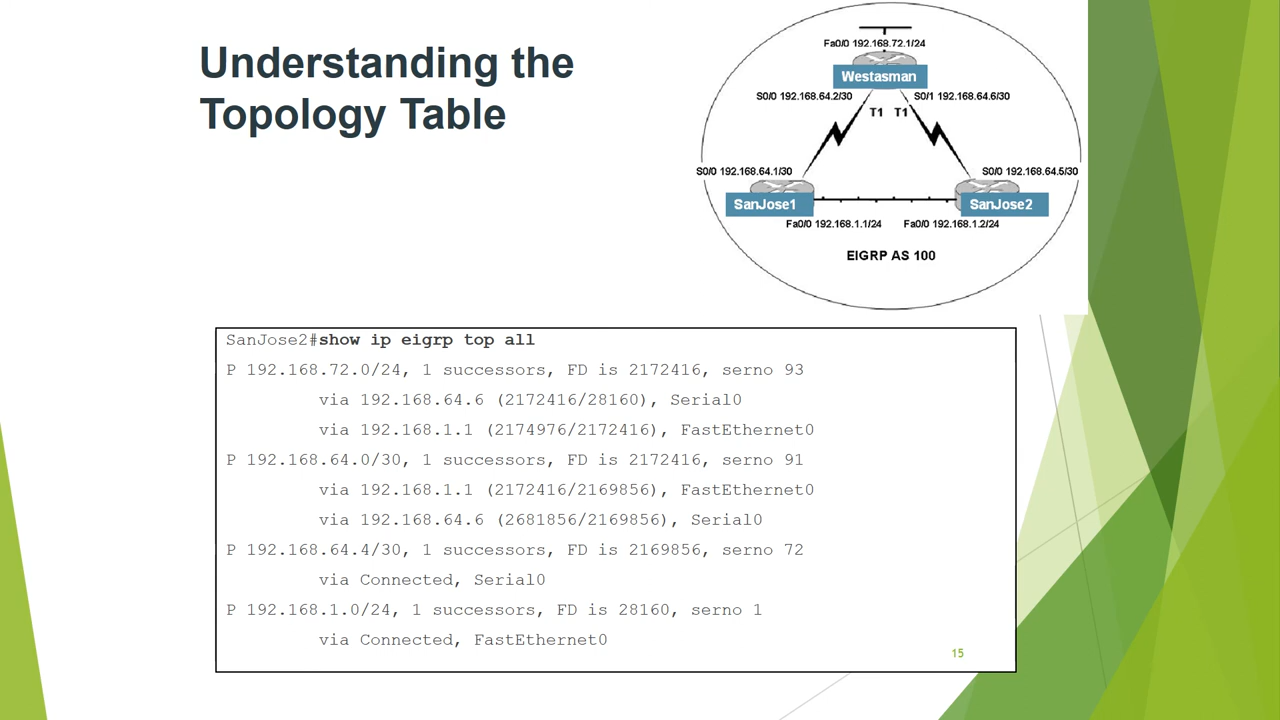 Understanding the
Topology Table
Fa0/0 192.168.72.1/24
Westasman
S0/0 192.168.64.2/30
S0/1 192.168.64.6/30
T1 T1
S0/0 192.168.64.1/30
S0/0 192.168.64.5/30
SanJose1
SanJose2
Fa0/0 192.168.1.1/24
Fa0/0 192.168.1.2/24
EIGRP AS 100
SanJose2#show ip eigrp top all
P 192.168.72.0/24, 1 successors, FD is 2172416, serno 93
via 192.168.64.6 (2172416/28160), Serial0
via 192.168.1.1 (2174976/2172416), FastEthernet0
P 192.168.64.0/30, 1 successors, FD is 2172416, serno 91
via 192.168.1.1 (2172416/2169856), FastEthernet0
via 192.168.64.6 (2681856/2169856), Serial0
P 192.168.64.4/30, 1 successors, FD is 2169856, serno 72
via Connected, Serial0
P 192.168.1.0/24, 1 successors, FD is 28160, serno 1
via Connected, FastEthernet0
15